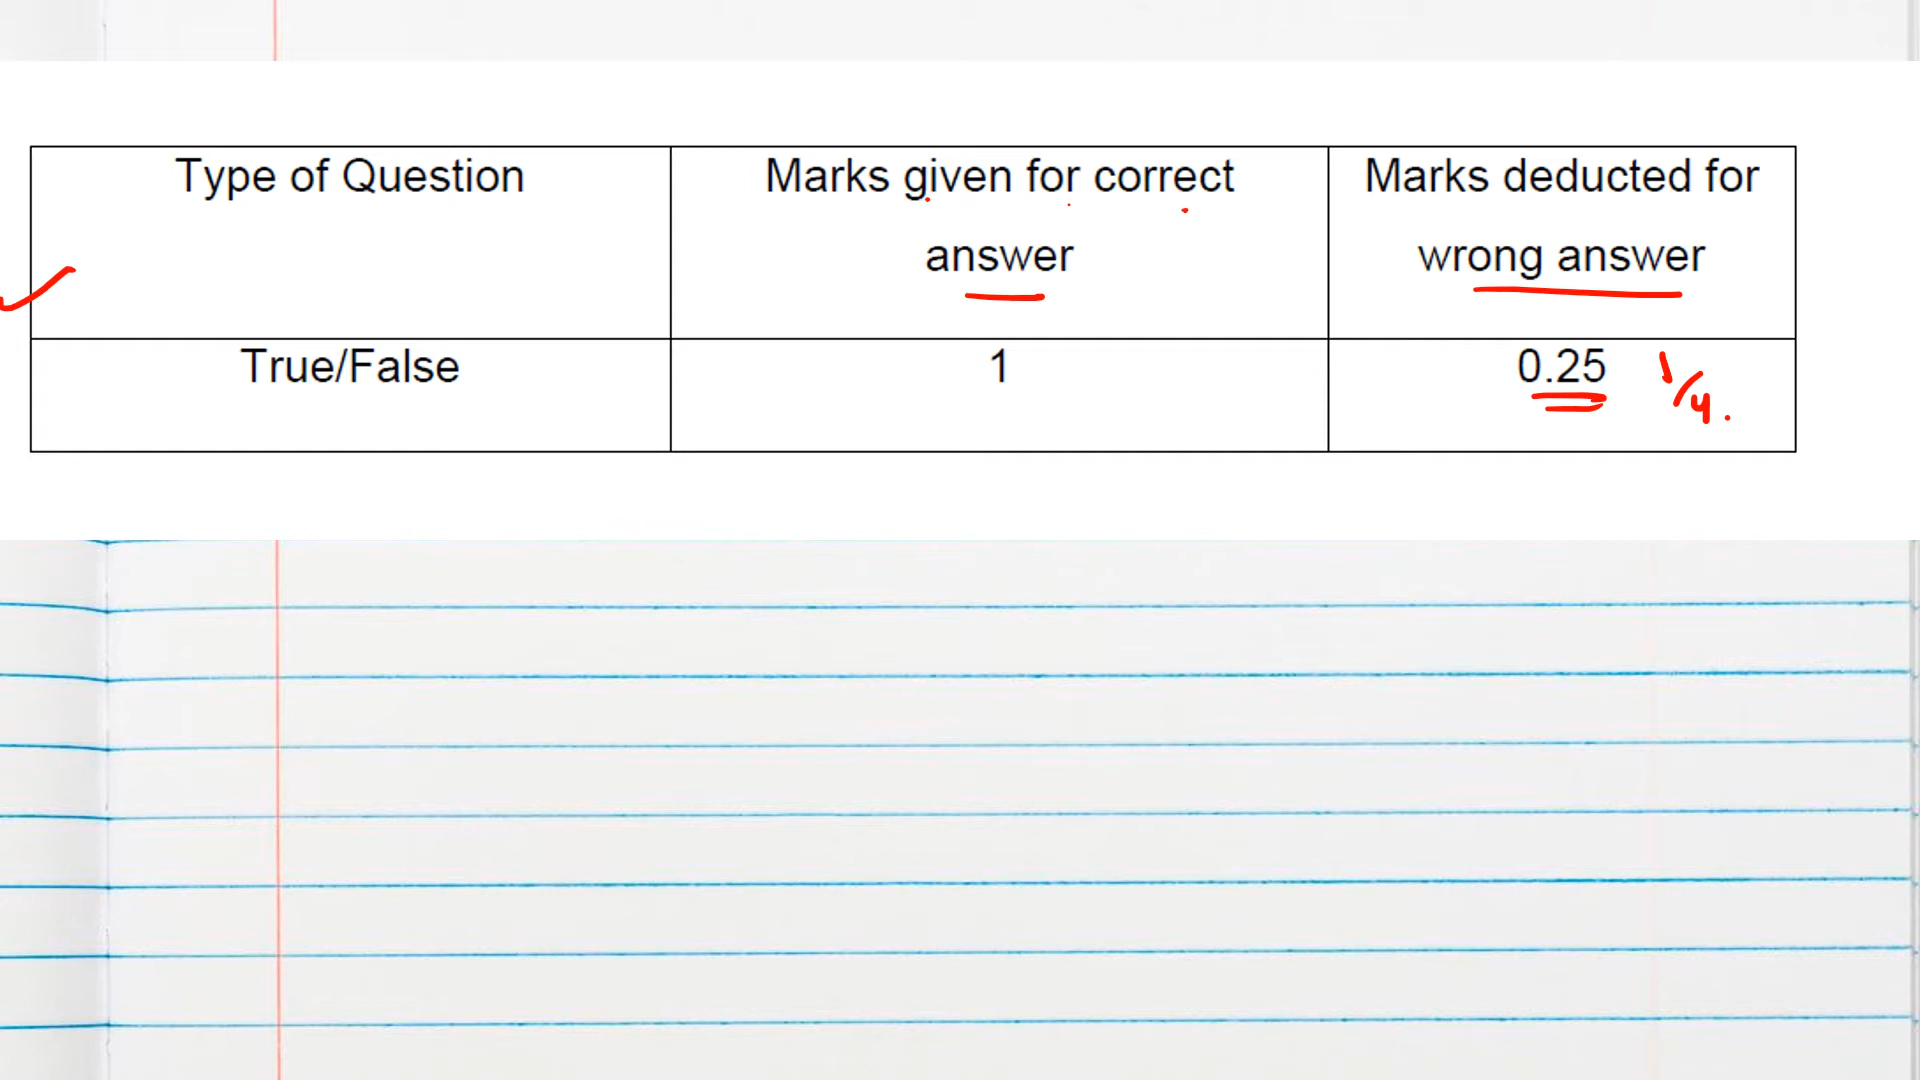 Type of Question
Marks given for correct
answer
Marks deducted for
wrong answer
True/False
1
0.25
1/4.